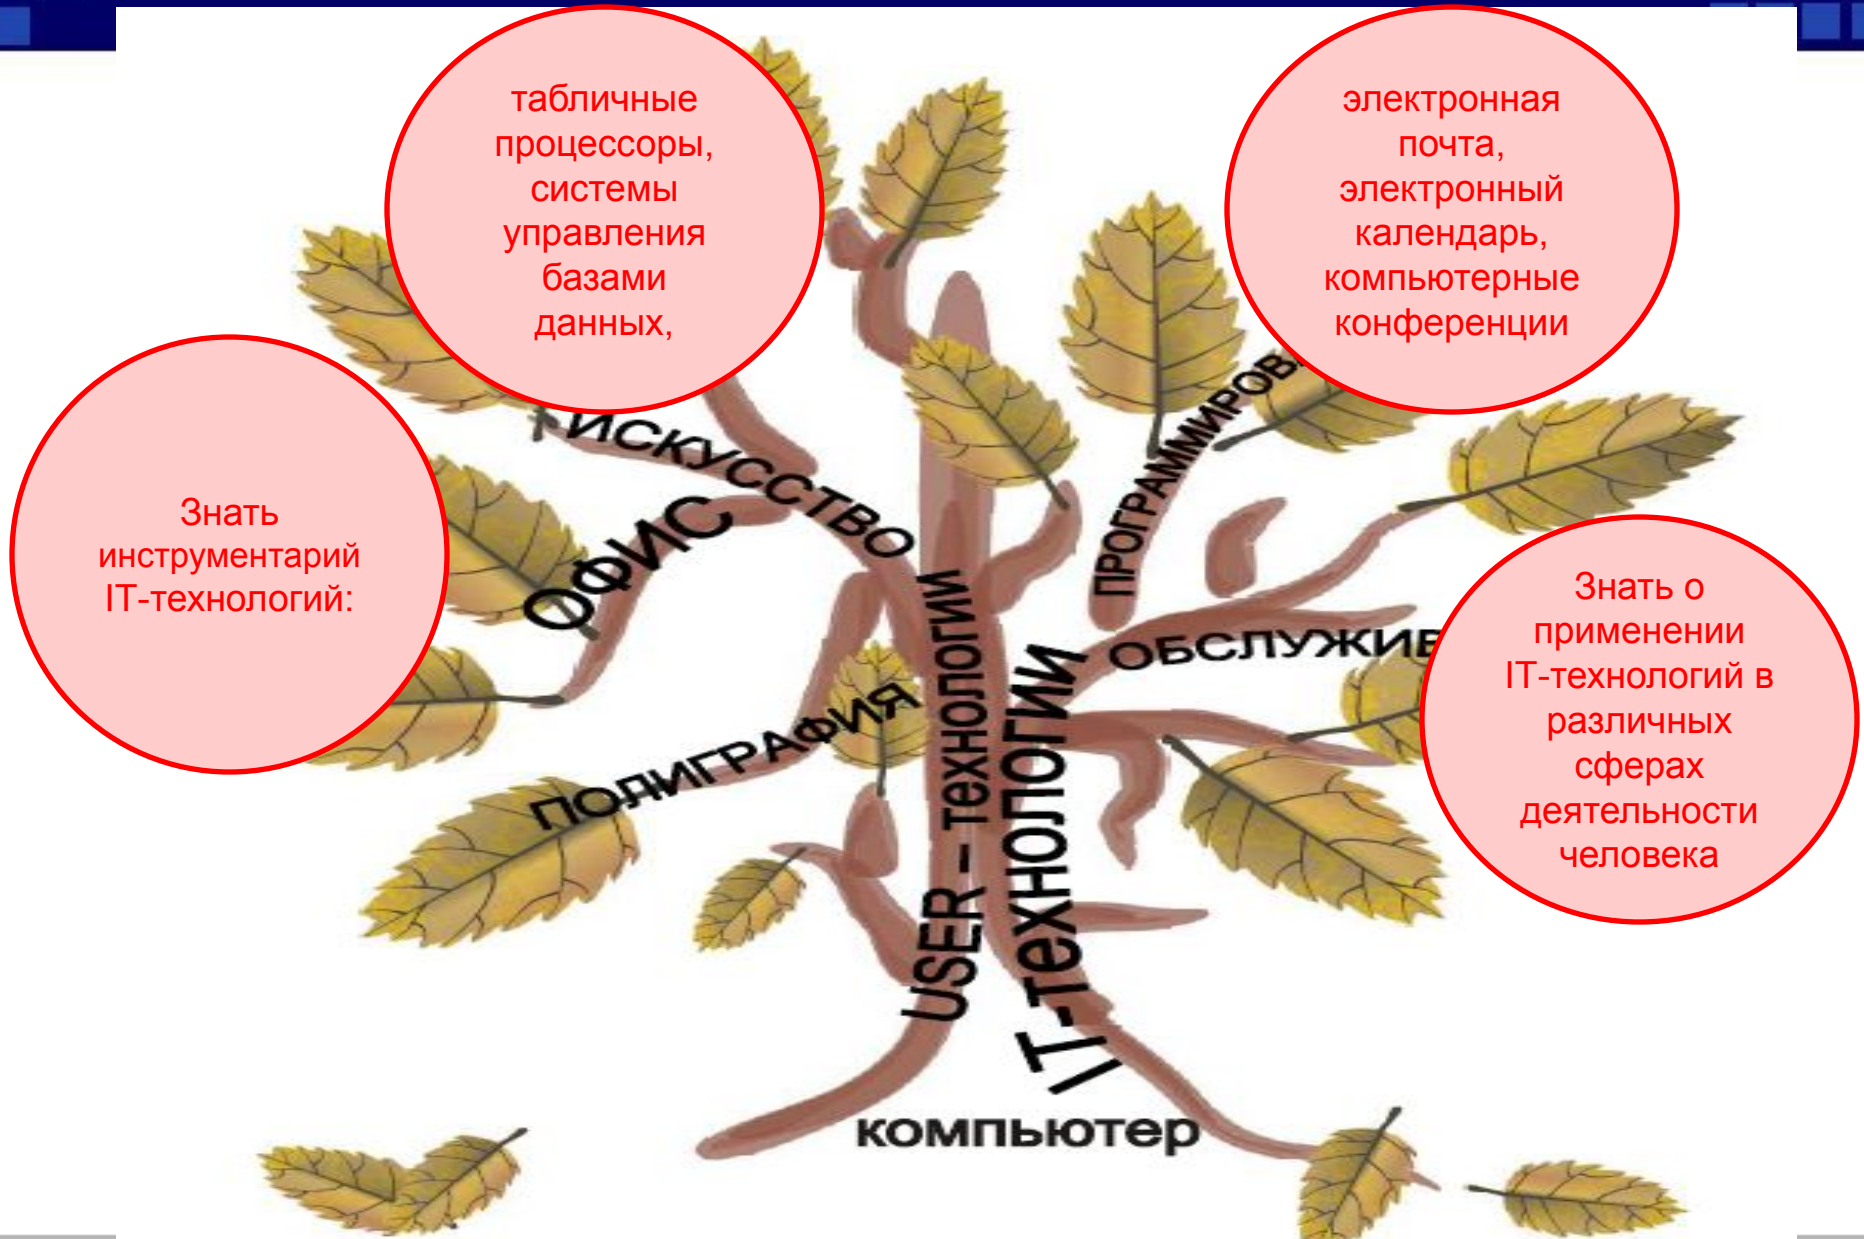 табличные
процессоры,
системы
управления
базами
данных,
электронная
почта,
электронный
календарь,
компьютерные
конференции
Знать
инструментарий
IT-технологий:
Знать о
применении
IT-технологий в
различных
сферах
деятельности
человека
ИСКУССТВО
ОФИС
ПОЛИГРАФИЯ
USER – технологии
IT-технологии
ПРОГРАММИРОВ
ОБСЛУЖИВ
компьютер